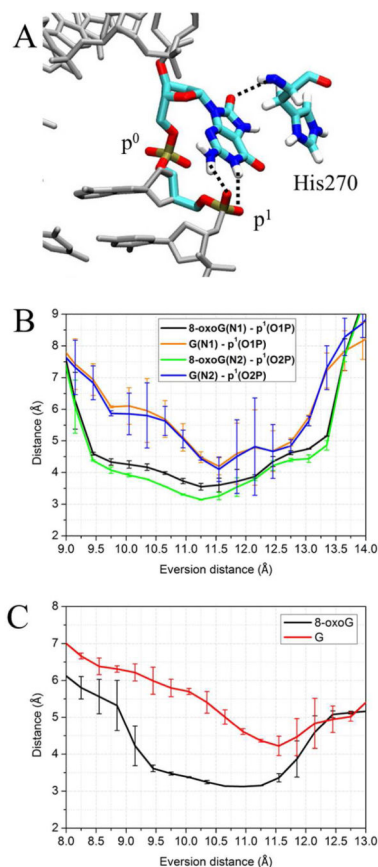 A
p⁰
p¹
His270
B
8-oxoG(N1) - p¹(O1P)
G(N1) - p¹(O1P)
8-oxoG(N2) - p¹(O2P)
G(N2) - p¹(O2P)
Distance (Å)
9
8
7
6
5
4
3
2
9.0 9.5 10.0 10.5 11.0 11.5 12.0 12.5 13.0 13.5 14.0
Eversion distance (Å)
C
8-oxoG
G
Distance (Å)
7
6
5
4
3
2
8.0 8.5 9.0 9.5 10.0 10.5 11.0 11.5 12.0 12.5 13.0
Eversion distance (Å)